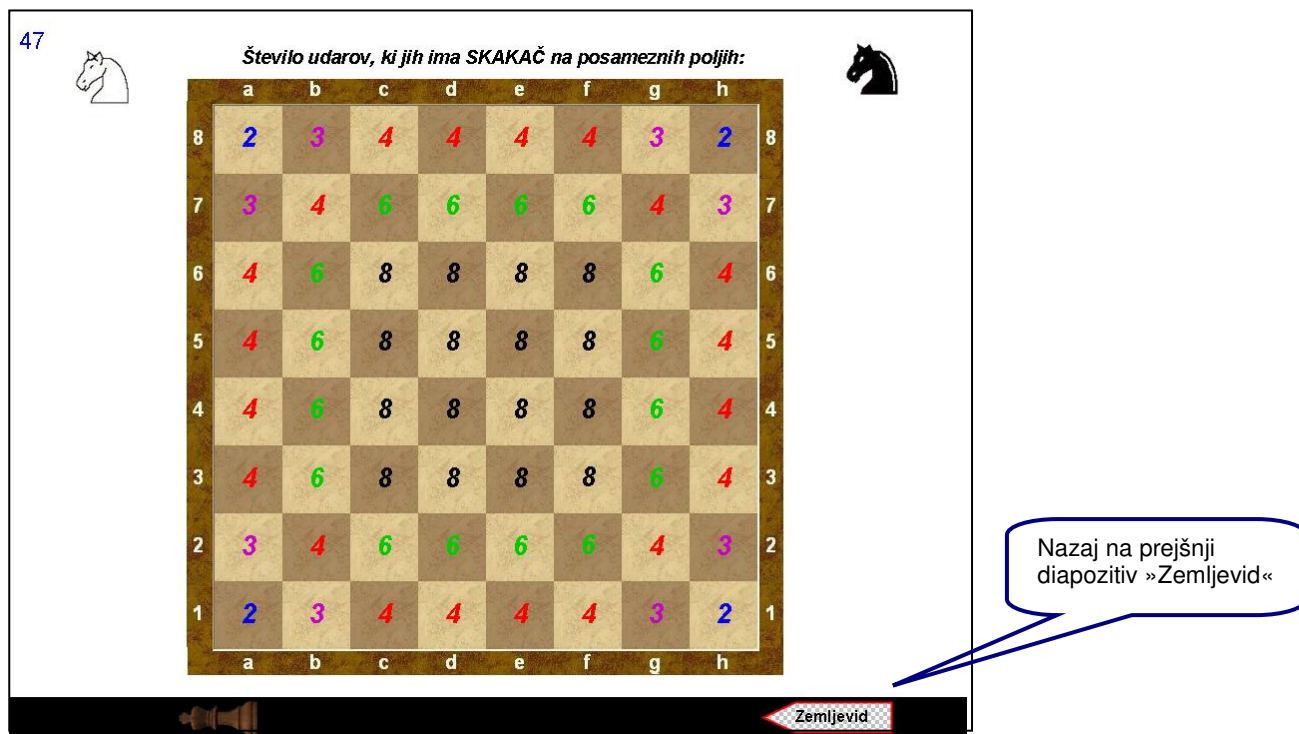 47
Število udarov, ki jih ima SKAKAČ na posameznih poljih:
a b c d e f g h
8 2 3 4 4 4 4 3 2 8
7 3 4 6 6 6 6 4 3 7
6 4 6 8 8 8 8 6 4 6
5 4 6 8 8 8 8 6 4 5
4 4 6 8 8 8 8 6 4 4
3 4 6 8 8 8 8 6 4 3
2 3 4 6 6 6 6 4 3 2
1 2 3 4 4 4 4 3 2 1
a b c d e f g h
Zemljevid
Nazaj na prejšnji
diapozitiv »Zemljevid«